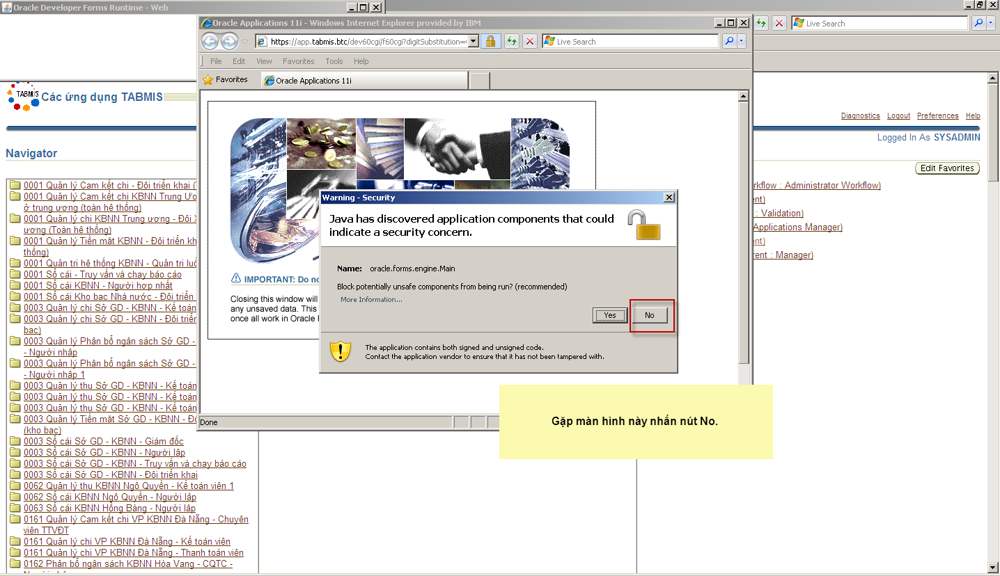 Oracle Developer Forms Runtime - Web
Oracle Applications 11i - Windows Internet Explorer provided by IBM
https://app.tabmis.btc/dev60cgi/f60cgi?digitSubstitution=
Live Search
Live Search
File Edit View Favorites Tools Help
Favorites
Oracle Applications 11i
TABMIS
Các ứng dụng TABMIS
Diagnostics Logout Preferences Help
Logged In As SYSADMIN
Navigator
Edit Favorites
0001 Quản lý Cam kết chi - Đội triển khai (
0001 Quản lý Cam kết chi KBNN Trung Ươ
ở trung ương (toàn hệ thống)
0001 Quản lý chi KBNN Trung ương - Đội
ương (Toàn hệ thống)
0001 Quản lý Tiền mặt KBNN - Đội triển kh
thống)
0001 Quản trị hệ thống KBNN - Quản trị luồ
0001 Sổ cái - Truy vấn và chạy báo cáo
0001 Sổ cái KBNN - Người hợp nhất
0001 Sổ cái Kho bạc Nhà nước - Đội triển
0003 Quản lý chi Sở GD - KBNN - Kế toán
0003 Quản lý chi Sở GD - KBNN - Đội triển
bạc)
0003 Quản lý Phân bổ ngân sách Sở GD -
- Người nhập
0003 Quản lý Phân bổ ngân sách Sở GD -
- Người nhập 1
0003 Quản lý thu Sở GD - KBNN - Kế toán
0003 Quản lý thu Sở GD - KBNN - Kế toán
0003 Quản lý thu Sở GD - KBNN - Kế toán
0003 Quản lý Tiền mặt Sở GD - KBNN - Độ
(kho bạc)
0003 Sổ cái Sở GD - KBNN - Giám đốc
0003 Sổ cái Sở GD - KBNN - Người lập
0003 Sổ cái Sở GD - KBNN - Truy vấn và chạy báo cáo
0003 Sổ cái Sở GD - KBNN - Đội triển khai
0062 Quản lý thu KBNN Ngô Quyền - Kế toán viên 1
0062 Sổ cái KBNN Ngô Quyền - Người lập
0063 Sổ cái KBNN Hồng Bàng - Người lập
0161 Quản lý Cam kết chi VP KBNN Đà Nẵng - Chuyên
viên TTVĐT
0161 Quản lý chi VP KBNN Đà Nẵng - Kế toán viên
0161 Quản lý chi VP KBNN Đà Nẵng - Thanh toán viên
0162 Phân bổ ngân sách KBNN Hòa Vang - CQTC -
rkflow : Administrator Workflow)
ent)
: Validation)
Applications Manager)
ent)
rent : Manager)
IMPORTANT: Do no
Closing this window will
any unsaved data. This
once all work in Oracle
Warning - Security
Java has discovered application components that could
indicate a security concern.
Name: oracle.forms.engine.Main
Block potentially unsafe components from being run? (recommended)
More Information...
Yes No
The application contains both signed and unsigned code.
Contact the application vendor to ensure that it has not been tampered with.
Gặp màn hình này nhấn nút No.
Done